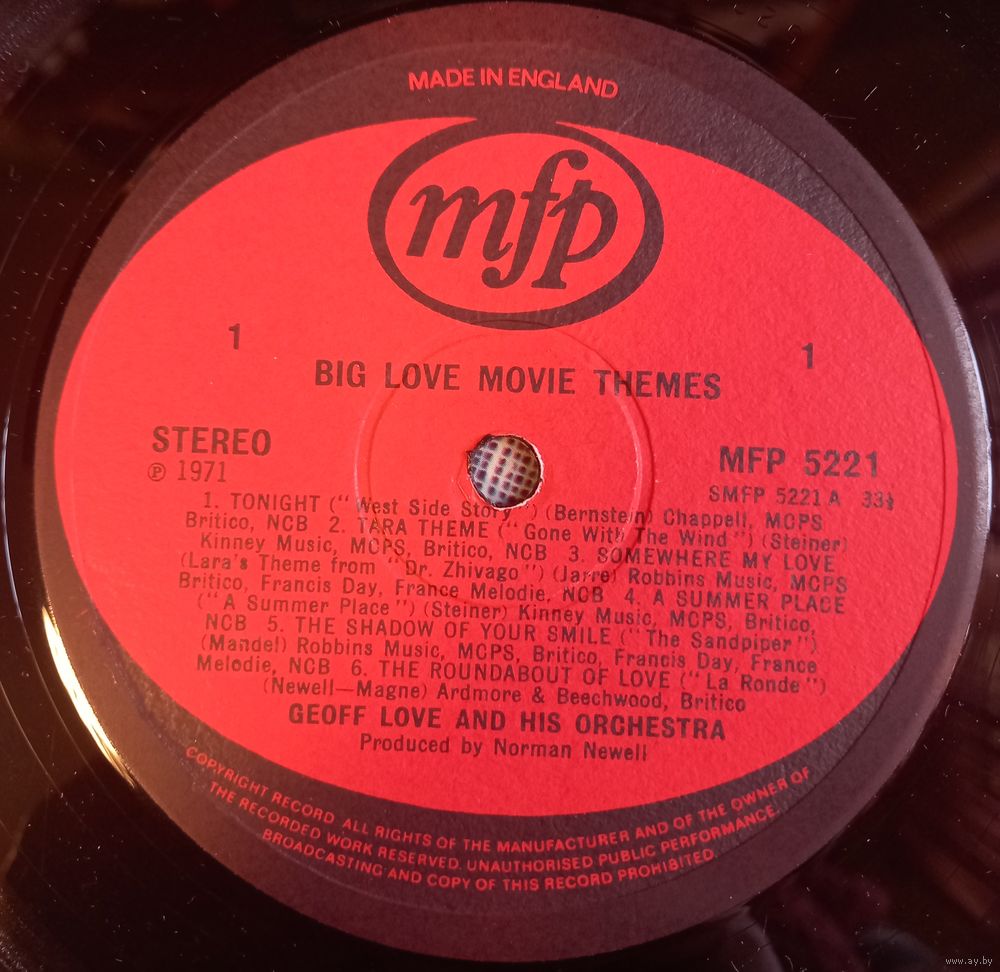 MADE IN ENGLAND
mfp
1
1
BIG LOVE MOVIE THEMES
STEREO
MFP 5221
℗ 1971
SMFP 5221 A 33⅓
1. TONIGHT ("West Side Story") (Bernstein) Chappell, MCPS
Britico, NCB 2. TARA THEME ("Gone With The Wind") (Steiner)
Kinney Music, MCPS, Britico, NCB 3. SOMEWHERE MY LOVE
(Lara's Theme from "Dr. Zhivago") (Jarre) Robbins Music, MCPS
Britico, Francis Day, France Melodie, NCB 4. A SUMMER PLACE
("A Summer Place") (Steiner) Kinney Music, MCPS, Britico,
NCB 5. THE SHADOW OF YOUR SMILE ("The Sandpiper")
(Mandel) Robbins Music, MCPS, Britico, Francis Day, France
Melodie, NCB 6. THE ROUNDABOUT OF LOVE ("La Ronde")
(Newell—Magne) Ardmore & Beechwood, Britico
GEOFF LOVE AND HIS ORCHESTRA
Produced by Norman Newell
COPYRIGHT RECORD ALL RIGHTS OF THE MANUFACTURER AND OF THE OWNER OF
THE RECORDED WORK RESERVED. UNAUTHORISED PUBLIC PERFORMANCE.
BROADCASTING AND COPY OF THIS RECORD PROHIBITED.
www.ay.by